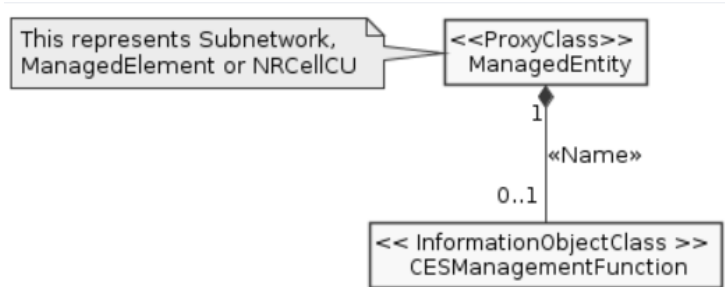 This represents Subnetwork,
ManagedElement or NRCellCU
<<ProxyClass>>
ManagedEntity
1
«Name»
0..1
<< InformationObjectClass >>
CESManagementFunction